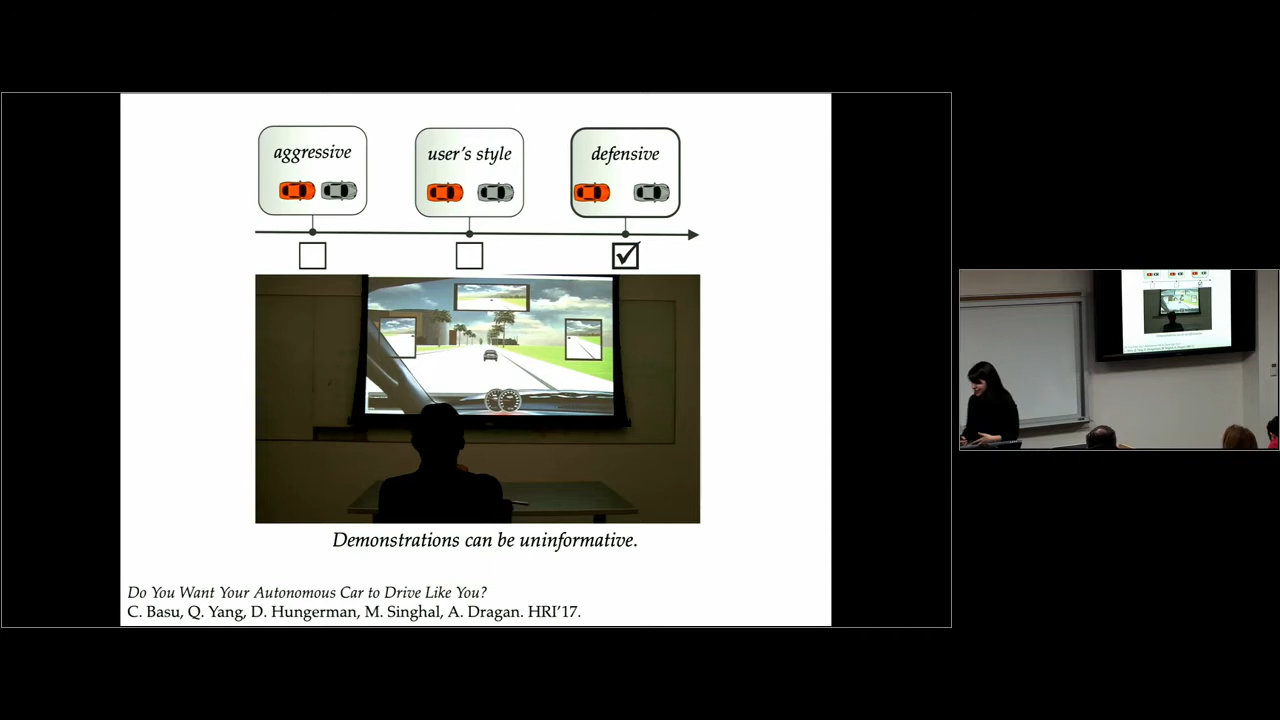 aggressive
user's style
defensive
Demonstrations can be uninformative.
Do You Want Your Autonomous Car to Drive Like You?
C. Basu, Q. Yang, D. Hungerman, M. Singhal, A. Dragan. HRI'17.